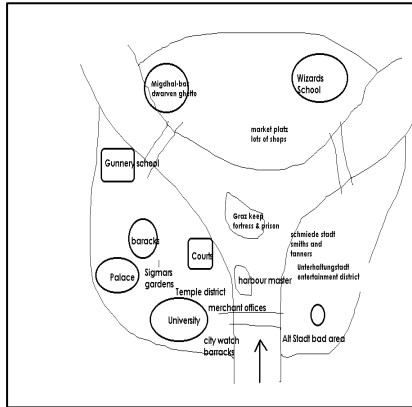 Migdhal-bar
dwarven ghetto
Wizards
School
market platz
lots of shops
Gunnery school
Graz keep
fortress & prison
schmiede stadt
smiths and
tanners
baracks
Courts
Unterhaltungstadt
entertainment district
Palace
Sigmars
gardens
harbour master
Temple district
merchant offices
University
Alt Stadt bad area
city watch
barracks